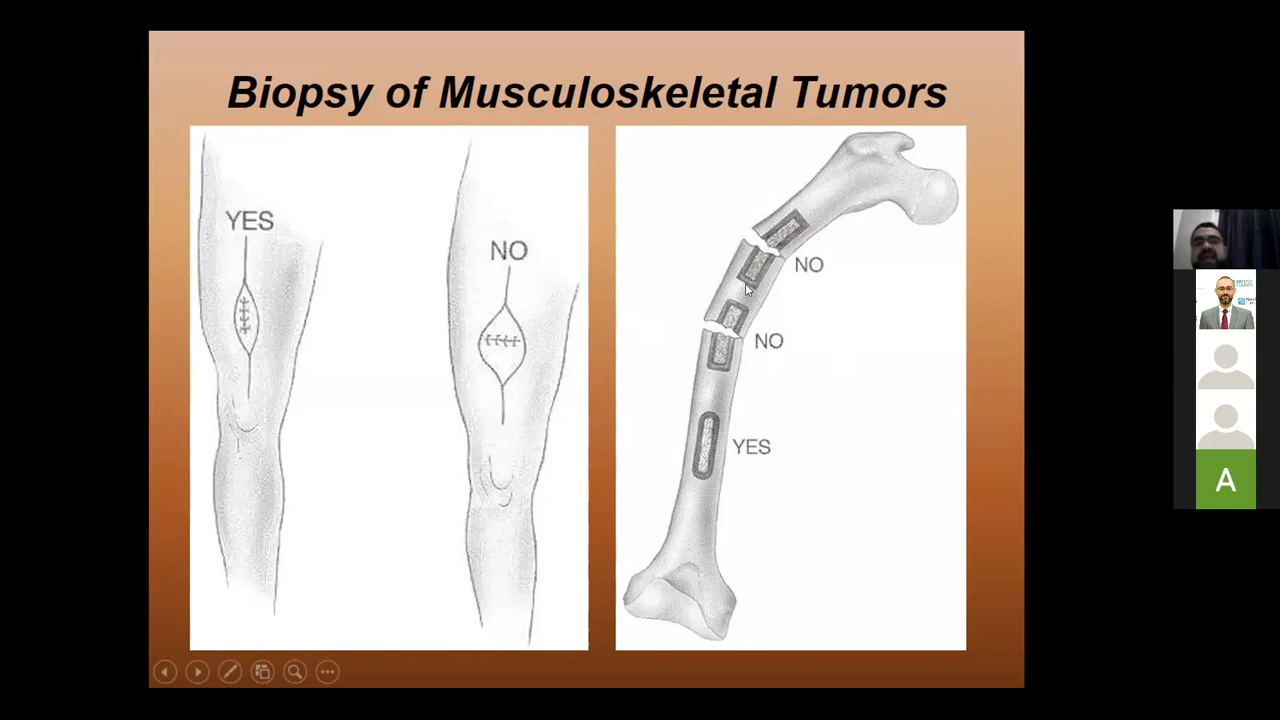 Biopsy of Musculoskeletal Tumors
YES
NO
NO
NO
YES
A